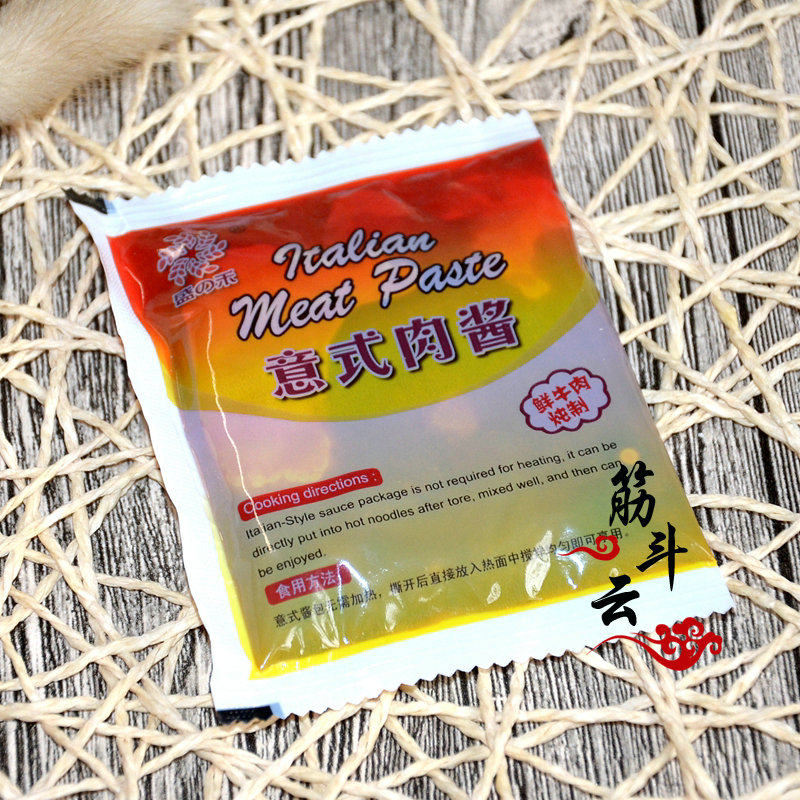 盛の禾
Italian
Meat Paste
意式肉酱
鲜牛肉
炖制
Cooking directions :
Italian-Style sauce package is not required for heating, it can be
directly put into hot noodles after tore, mixed well, and then can
be enjoyed.
食用方法
意式酱包无需加热，撕开后直接放入热面中搅拌均匀即可享用。
筋斗云